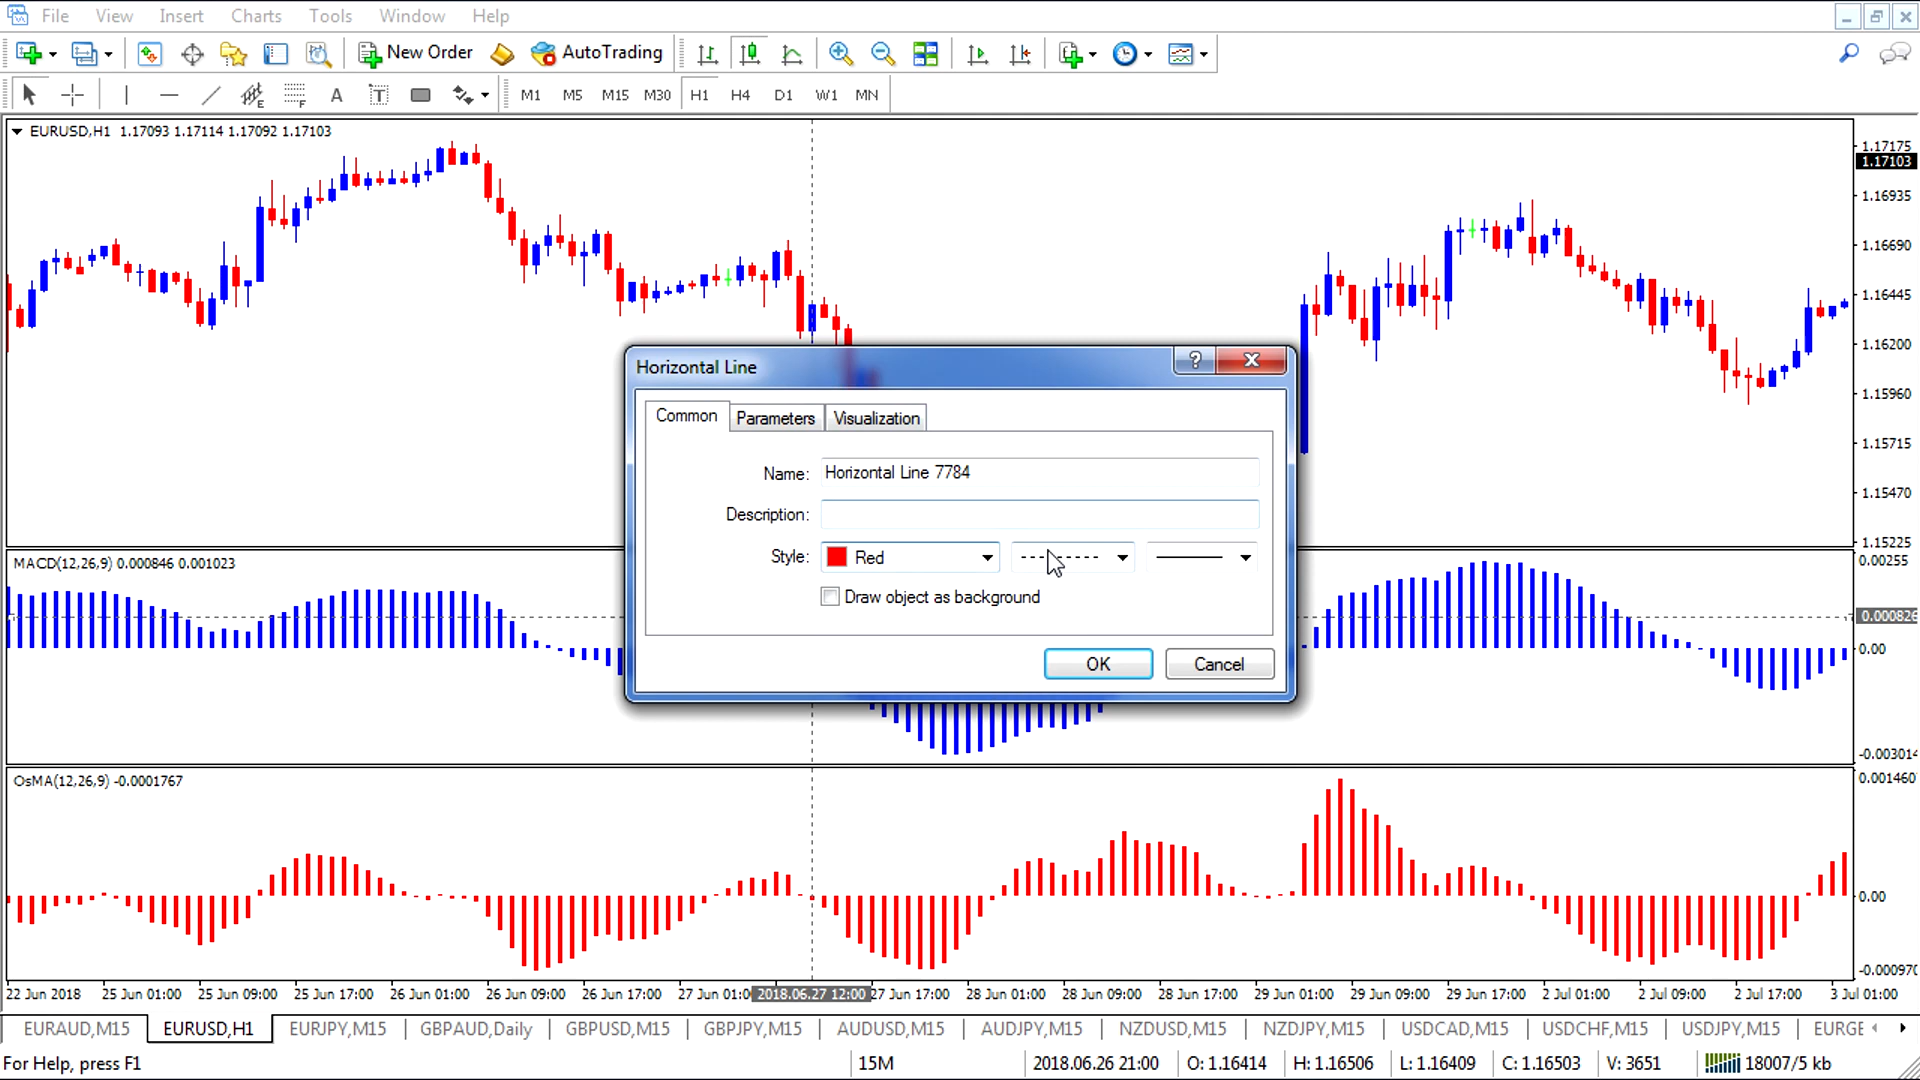 File View Insert Charts Tools Window Help
New Order AutoTrading
A T M1 M5 M15 M30 H1 H4 D1 W1 MN
EURUSD,H1 1.17093 1.17114 1.17092 1.17103
1.17175
1.17103
1.16935
1.16690
1.16445
1.16200
1.15960
1.15715
1.15470
1.15225
Horizontal Line
Common Parameters Visualization
Name: Horizontal Line 7784
Description:
Style: Red
Draw object as background
OK Cancel
MACD(12,26,9) 0.000846 0.001023
0.00255
0.000826
0.00
-0.003014
OsMA(12,26,9) -0.0001767
0.001460
0.00
-0.000970
22 Jun 2018 25 Jun 01:00 25 Jun 09:00 25 Jun 17:00 26 Jun 01:00 26 Jun 09:00 26 Jun 17:00 27 Jun 01:00 2018.06.27 12:00 27 Jun 17:00 28 Jun 01:00 28 Jun 09:00 28 Jun 17:00 29 Jun 01:00 29 Jun 09:00 29 Jun 17:00 2 Jul 01:00 2 Jul 09:00 2 Jul 17:00 3 Jul 01:00
EURAUD,M15 EURUSD,H1 EURJPY,M15 GBPAUD,Daily GBPUSD,M15 GBPJPY,M15 AUDUSD,M15 AUDJPY,M15 NZDUSD,M15 NZDJPY,M15 USDCAD,M15 USDCHF,M15 USDJPY,M15 EURGE
For Help, press F1 15M 2018.06.26 21:00 O: 1.16414 H: 1.16506 L: 1.16409 C: 1.16503 V: 3651 18007/5 kb